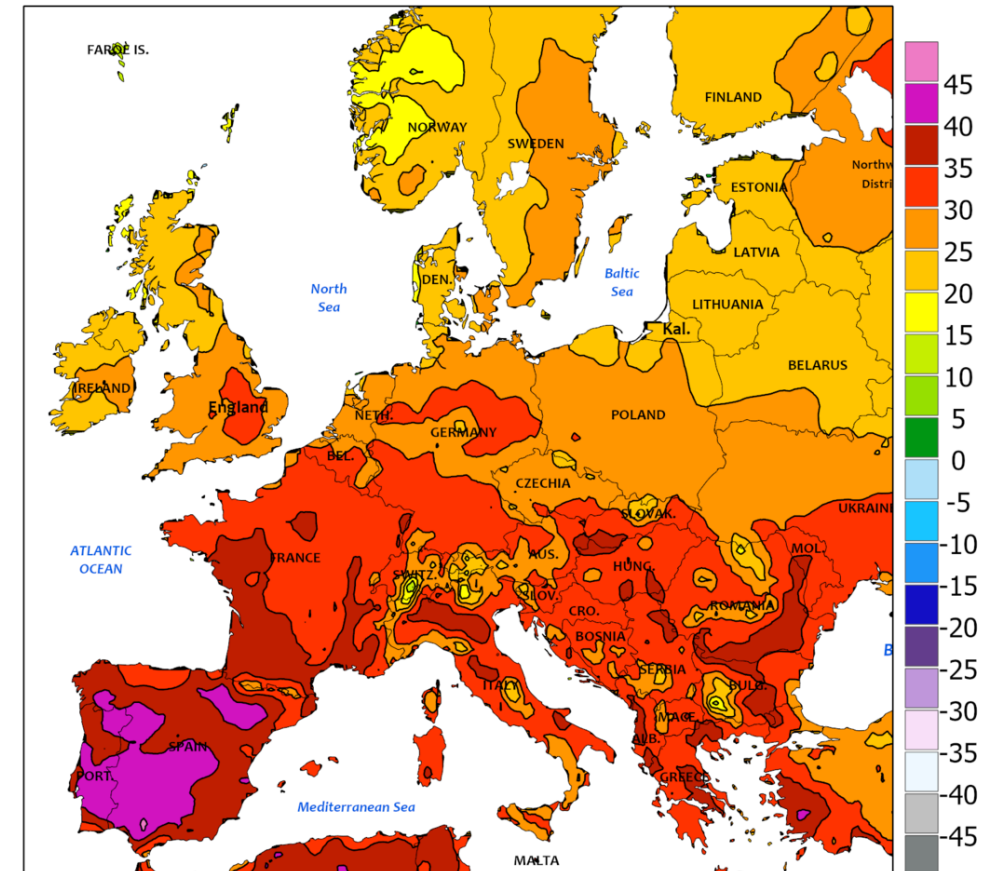 FAROE IS.
FINLAND
NORWAY
SWEDEN
Northw
Distri
ESTONIA
LATVIA
DEN.
North
Sea
Baltic
Sea
LITHUANIA
Kal.
BELARUS
IRELAND
England
NETH.
POLAND
GERMANY
BEL.
CZECHIA
SLOVAK.
UKRAINI
ATLANTIC
OCEAN
FRANCE
AUS.
MOL.
HUNG.
SWITZ.
SLOV.
ROMANIA
CRO.
BOSNIA
B
SERBIA
ITALY
BULG.
MACE.
ALB.
SPAIN
PORT.
GREECE
Mediterranean Sea
MALTA
45
40
35
30
25
20
15
10
5
0
-5
-10
-15
-20
-25
-30
-35
-40
-45